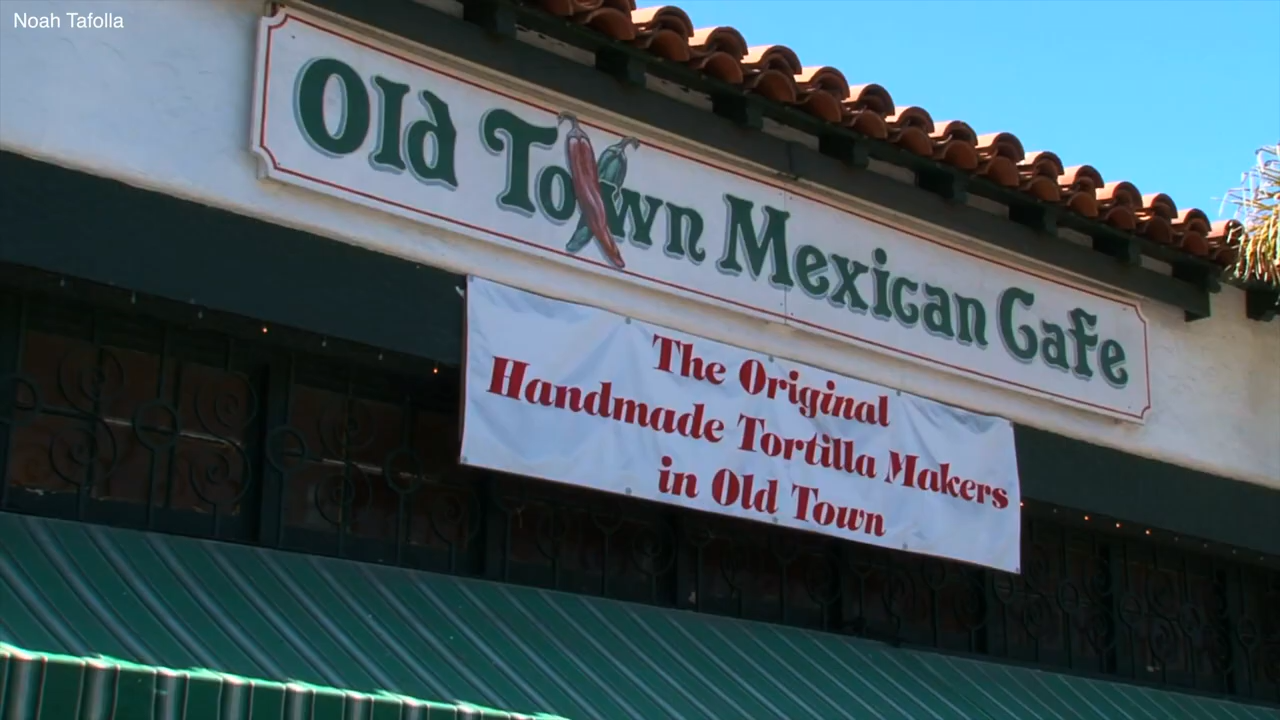 Noah Tafolla
Old Town Mexican Cafe
The Original
Handmade Tortilla Makers
in Old Town